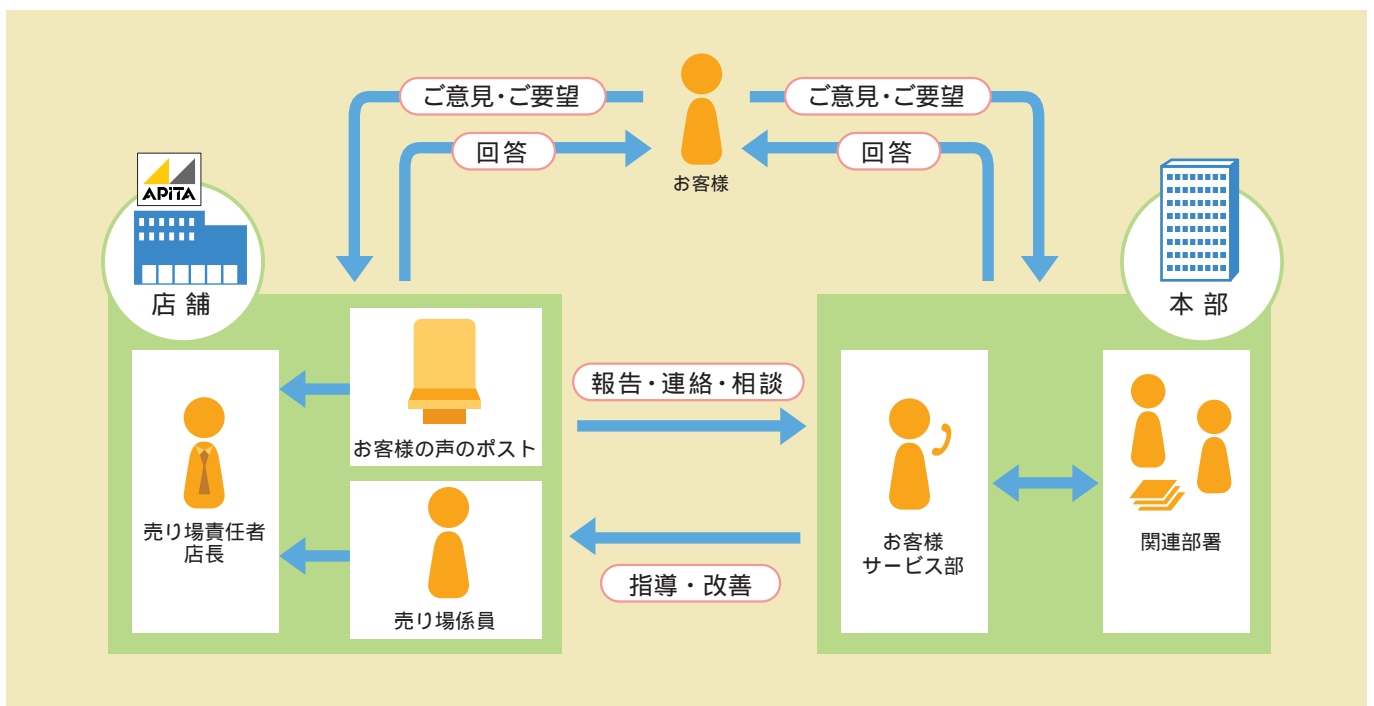 ご意見・ご要望
ご意見・ご要望
回答
回答
お客様
APiTA
店舗
本部
お客様の声のポスト
売り場責任者
店長
売り場係員
報告・連絡・相談
指導・改善
お客様
サービス部
関連部署